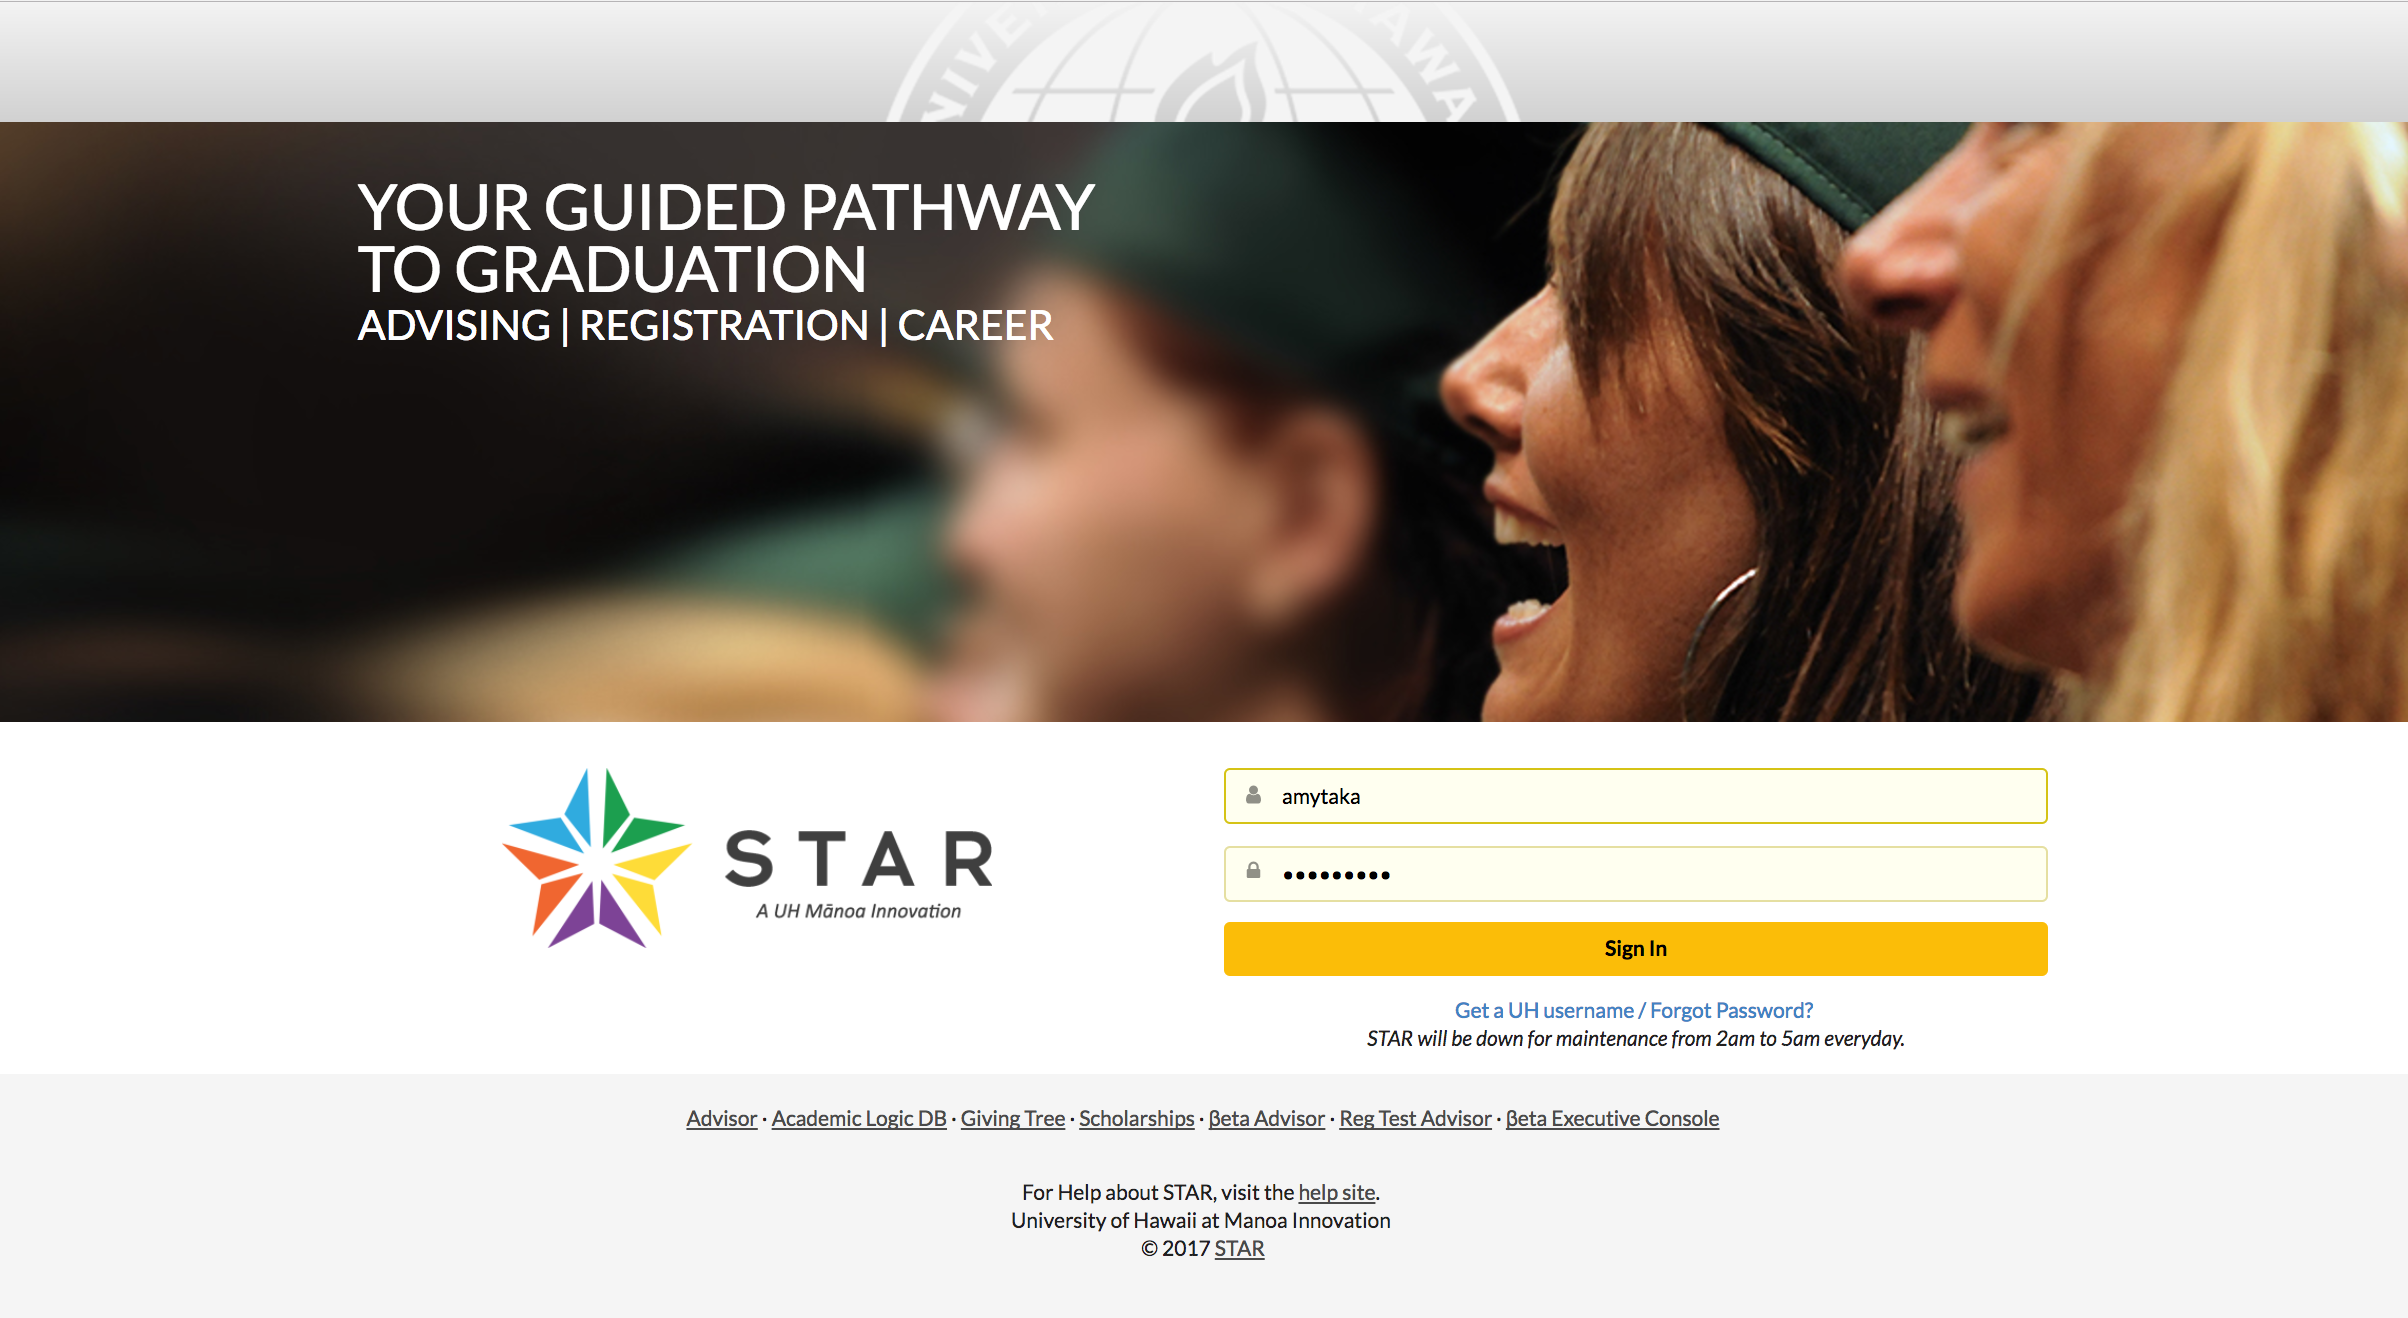 YOUR GUIDED PATHWAY
TO GRADUATION
ADVISING | REGISTRATION | CAREER
STAR
A UH Mānoa Innovation
amytaka
•••••••••
Sign In
Get a UH username / Forgot Password?
STAR will be down for maintenance from 2am to 5am everyday.
Advisor · Academic Logic DB · Giving Tree · Scholarships · βeta Advisor · Reg Test Advisor · βeta Executive Console
For Help about STAR, visit the help site.
University of Hawaii at Manoa Innovation
© 2017 STAR